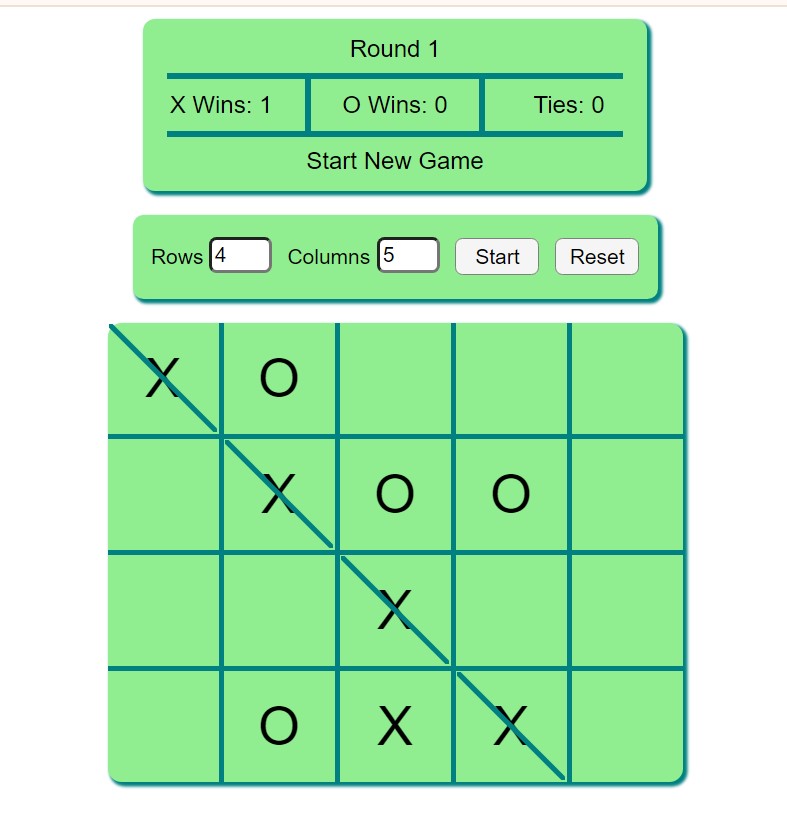 Round 1
X Wins: 1 O Wins: 0 Ties: 0
Start New Game
Rows 4 Columns 5 Start Reset
X O
X O O
X
O X X